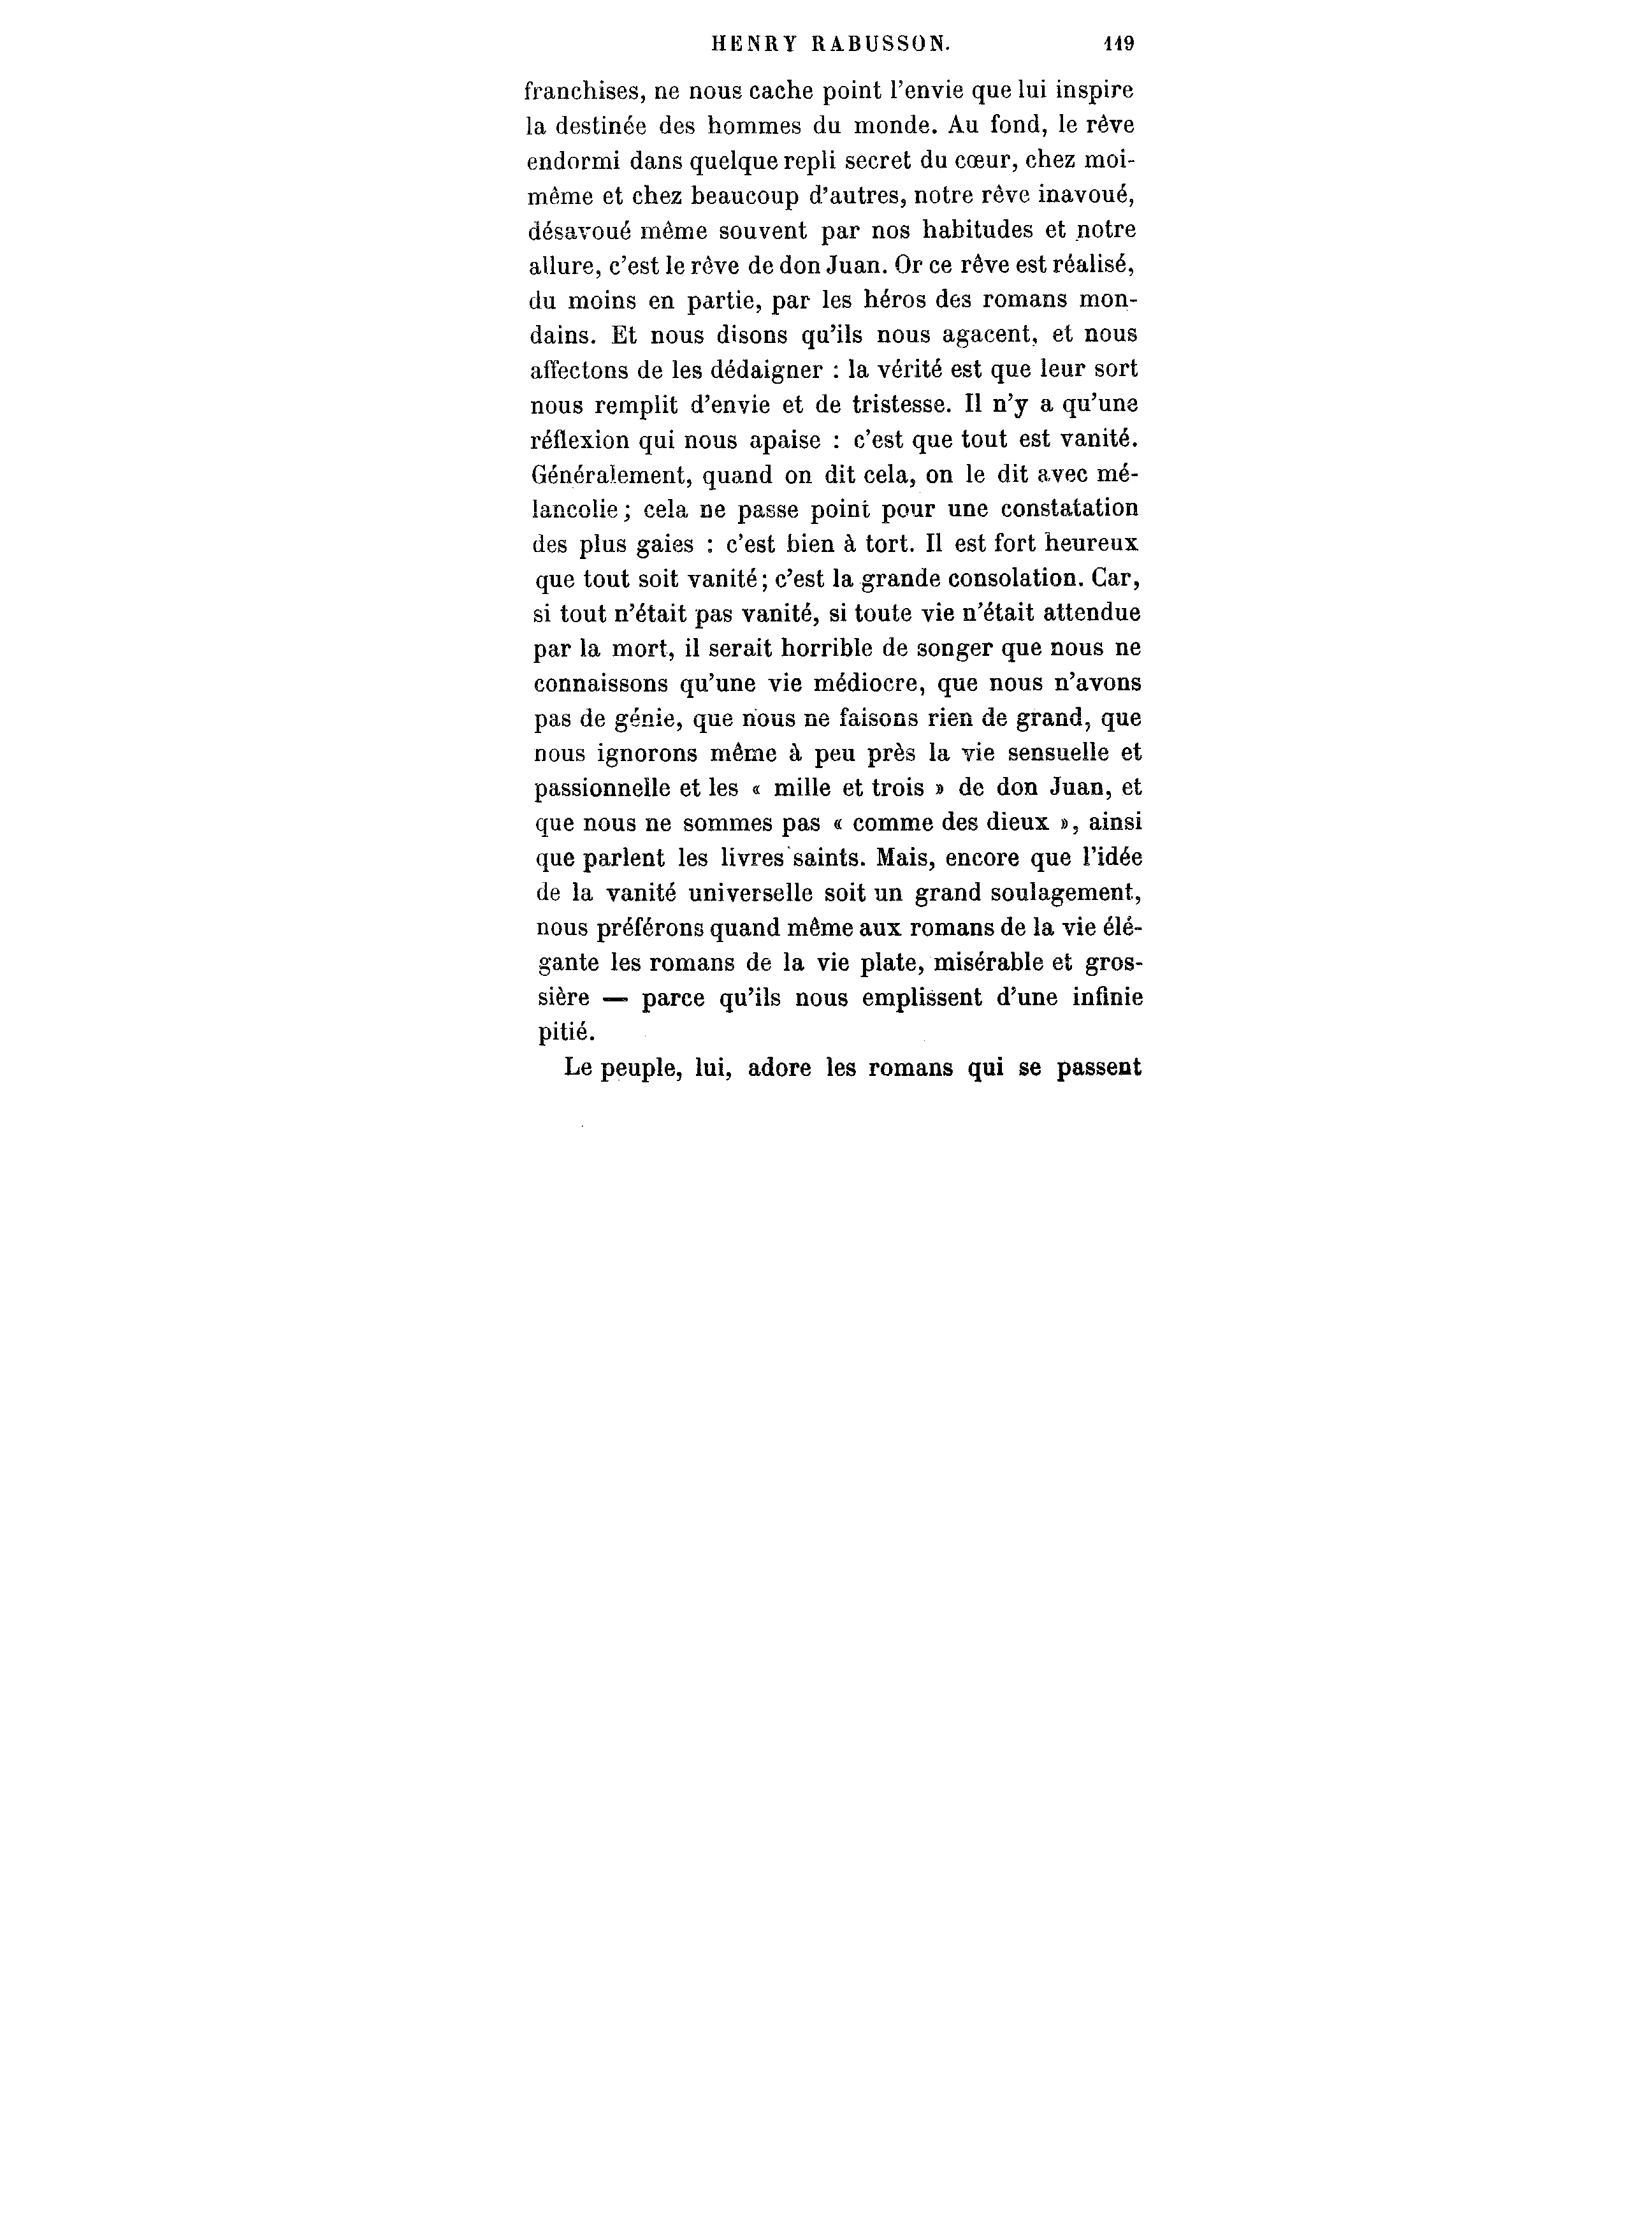 HENRY RABUSSON. 119
franchises, ne nous cache point l'envie que lui inspire
la destinée des hommes du monde. Au fond, le rêve
endormi dans quelque repli secret du cœur, chez moi-
même et chez beaucoup d'autres, notre rêve inavoué,
désavoué même souvent par nos habitudes et notre
allure, c'est le rêve de don Juan. Or ce rêve est réalisé,
du moins en partie, par les héros des romans mon-
dains. Et nous disons qu'ils nous agacent, et nous
affectons de les dédaigner : la vérité est que leur sort
nous remplit d'envie et de tristesse. Il n'y a qu'une
réflexion qui nous apaise : c'est que tout est vanité.
Généralement, quand on dit cela, on le dit avec mé-
lancolie ; cela ne passe point pour une constatation
des plus gaies : c'est bien à tort. Il est fort heureux
que tout soit vanité ; c'est la grande consolation. Car,
si tout n'était pas vanité, si toute vie n'était attendue
par la mort, il serait horrible de songer que nous ne
connaissons qu'une vie médiocre, que nous n'avons
pas de génie, que nous ne faisons rien de grand, que
nous ignorons même à peu près la vie sensuelle et
passionnelle et les « mille et trois » de don Juan, et
que nous ne sommes pas « comme des dieux », ainsi
que parlent les livres saints. Mais, encore que l'idée
de la vanité universelle soit un grand soulagement,
nous préférons quand même aux romans de la vie élé-
gante les romans de la vie plate, misérable et gros-
sière — parce qu'ils nous emplissent d'une infinie
pitié.
Le peuple, lui, adore les romans qui se passent